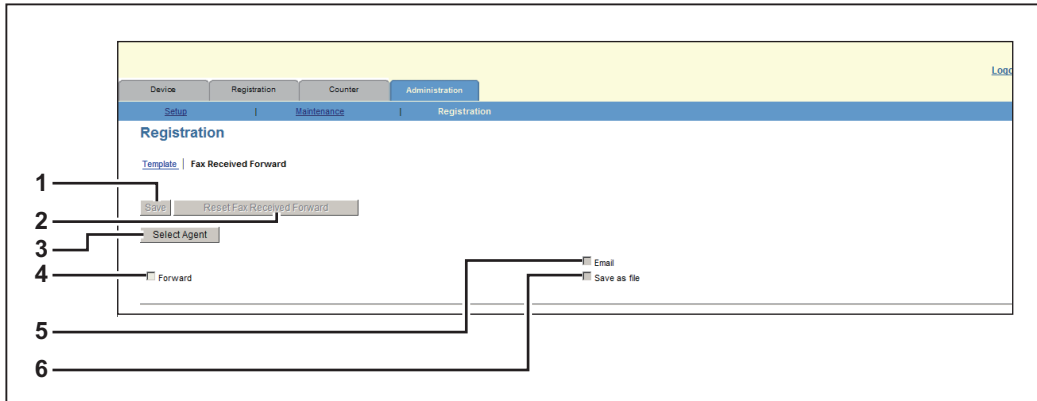 Logo
Device Registration Counter Administration
Setup | Maintenance | Registration
Registration
Template | Fax Received Forward
1
Save Reset Fax Received Forward
2
Select Agent
3
Email
4
Forward
Save as file
5
6